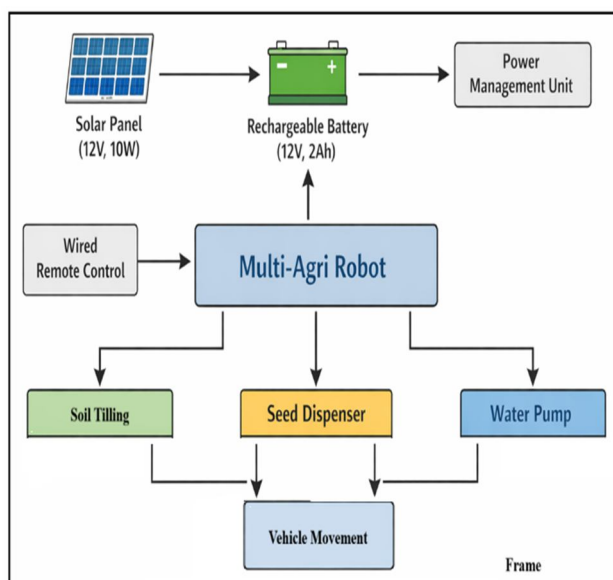 Solar Panel
(12V, 10W)
Rechargeable Battery
(12V, 2Ah)
Power
Management Unit
Wired
Remote Control
Multi-Agri Robot
Soil Tilling
Seed Dispenser
Water Pump
Vehicle Movement
Frame